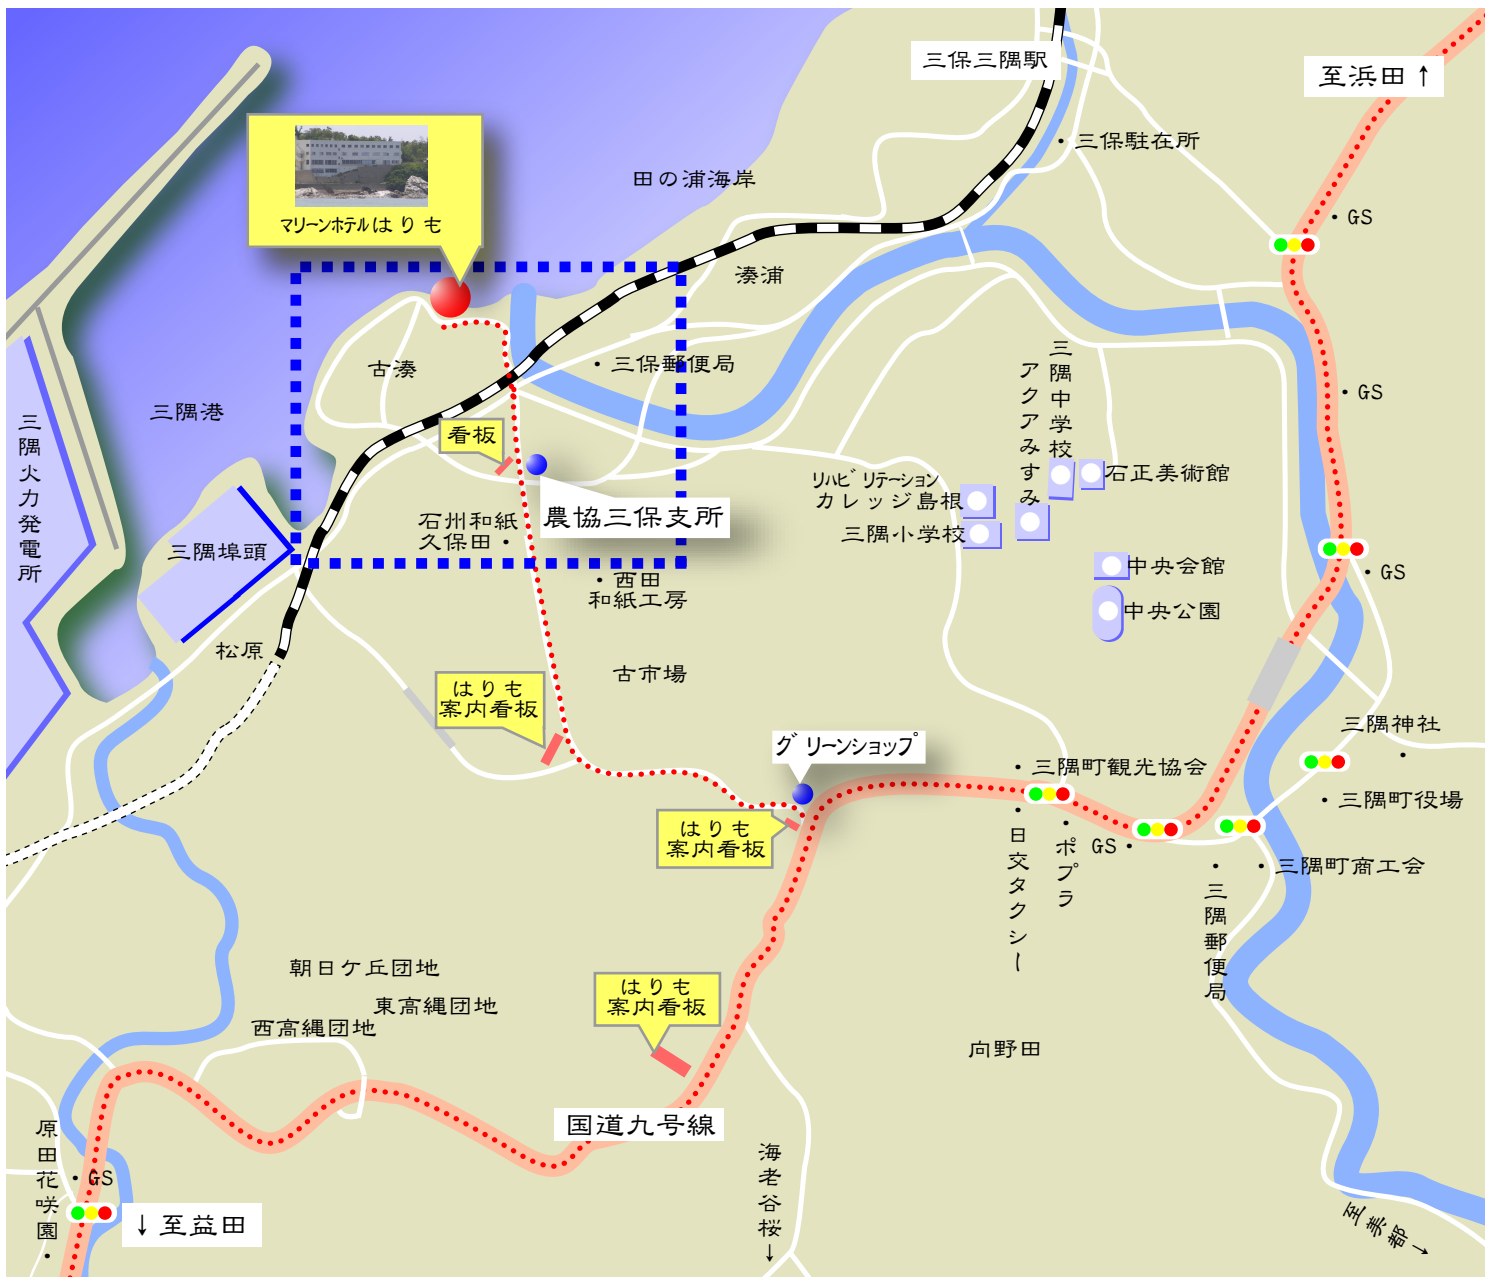 三保三隅駅
至浜田↑
三保駐在所
田の浦海岸
マリーンホテルはりも
・GS
湊浦
古湊
・三保郵便局
三隅港
三隅火力発電所
三隅中学校
アクアみすみ
・GS
看板
石正美術館
リハビリテーション
カレッジ島根
三隅小学校
農協三保支所
石州和紙
久保田・
三隅埠頭
・西田
和紙工房
中央会館
・GS
中央公園
松原
古市場
はりも
案内看板
グリーンショップ
三隅神社
・三隅町観光協会
・三隅町役場
はりも
案内看板
・日交タクシー
・ポプラ
GS・
・三隅町商工会
・三隅郵便局
朝日ケ丘団地
東高縄団地
西高縄団地
はりも
案内看板
向野田
国道九号線
原田花咲園・
・GS
海老谷桜↓
↓至益田
至美都→